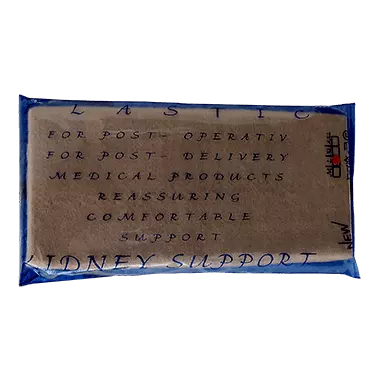 LASTIC
FOR POST- OPERATIV
FOR POST- DELIVERY
MEDICAL PRODUCTS
REASSURING
COMFORTABLE
SUPPORT
KIDNEY SUPPORT
NEW